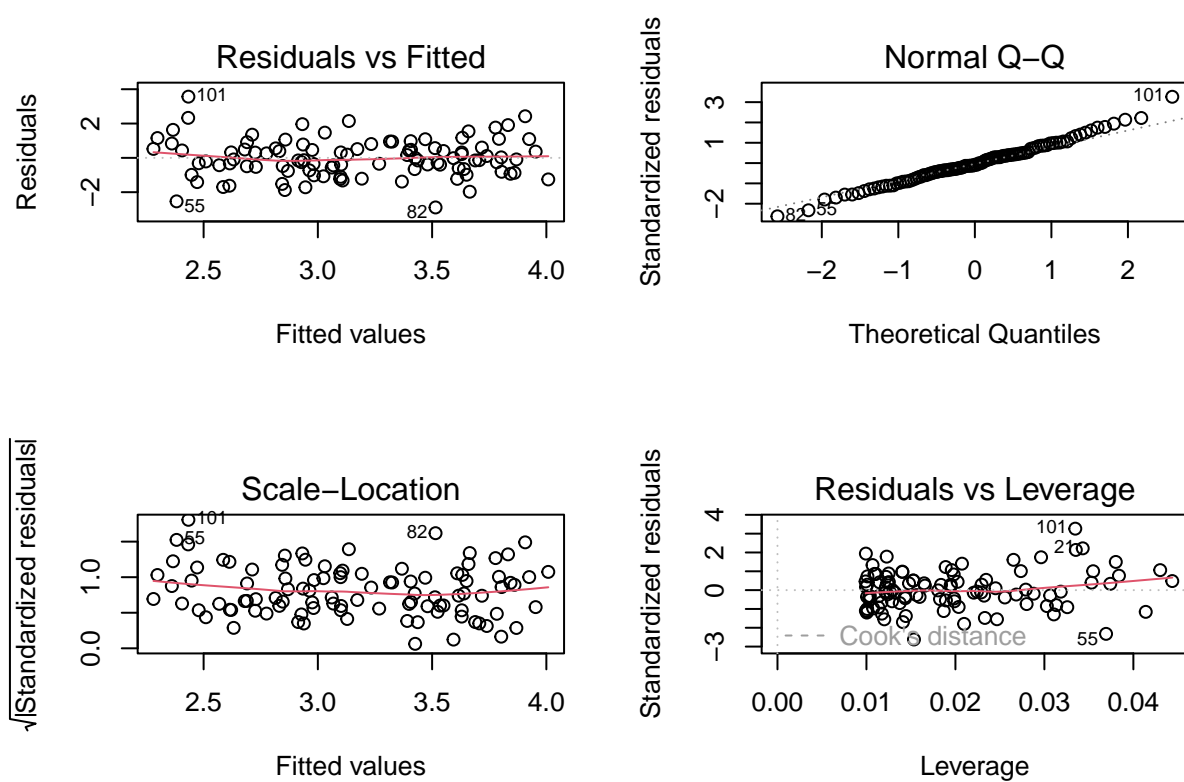 Residuals vs Fitted
Residuals
2
−2
101
55
82
2.5 3.0 3.5 4.0
Fitted values
Normal Q−Q
Standardized residuals
3
1
−2
101
82
55
−2 −1 0 1 2
Theoretical Quantiles
Scale−Location
√|Standardized residuals|
1.0
0.0
101
55
82
2.5 3.0 3.5 4.0
Fitted values
Residuals vs Leverage
Standardized residuals
4
2
0
−3
101
21
55
Cook's distance
0.00 0.01 0.02 0.03 0.04
Leverage